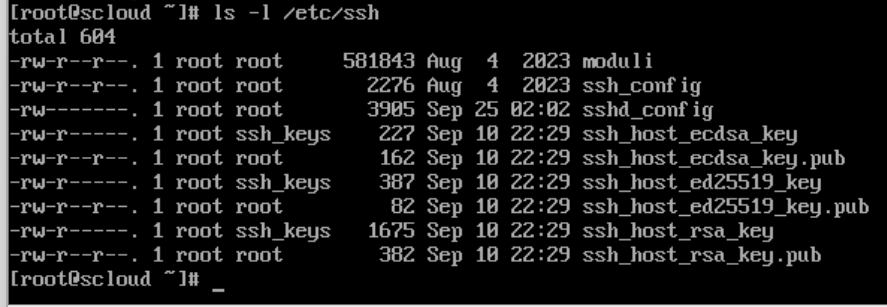 [root@scloud ~]# ls -l /etc/ssh
total 604
-rw-r--r--. 1 root root     581843 Aug  4  2023 moduli
-rw-r--r--. 1 root root       2276 Aug  4  2023 ssh_config
-rw-------. 1 root root       3905 Sep 25 02:02 sshd_config
-rw-r-----. 1 root ssh_keys    227 Sep 10 22:29 ssh_host_ecdsa_key
-rw-r--r--. 1 root root        162 Sep 10 22:29 ssh_host_ecdsa_key.pub
-rw-r-----. 1 root ssh_keys    387 Sep 10 22:29 ssh_host_ed25519_key
-rw-r--r--. 1 root root         82 Sep 10 22:29 ssh_host_ed25519_key.pub
-rw-r-----. 1 root ssh_keys   1675 Sep 10 22:29 ssh_host_rsa_key
-rw-r--r--. 1 root root        382 Sep 10 22:29 ssh_host_rsa_key.pub
[root@scloud ~]# _